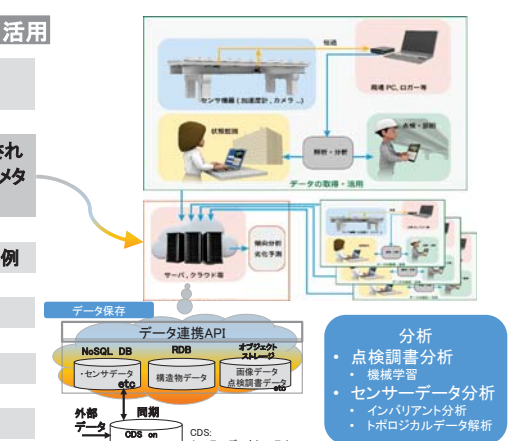 活用
され
メタ
例
伝送
センサ機器(加速度計,カメラ...)
現場 PC, ロガー等
状態監視
解析・分析
点検・診断
データの取得・活用
サーバ,クラウド等
傾向分析
劣化予測
データ保存
データ連携API
NoSQL DB
RDB
オブジェクト
ストレージ
・センサデータ
etc
構造物データ
画像データ
点検調書データ
etc
外部
データ
同期
CDS on
CDS:
分析
・ 点検調書分析
・ 機械学習
・ センサーデータ分析
・ インバリアント分析
・ トポロジカルデータ解析